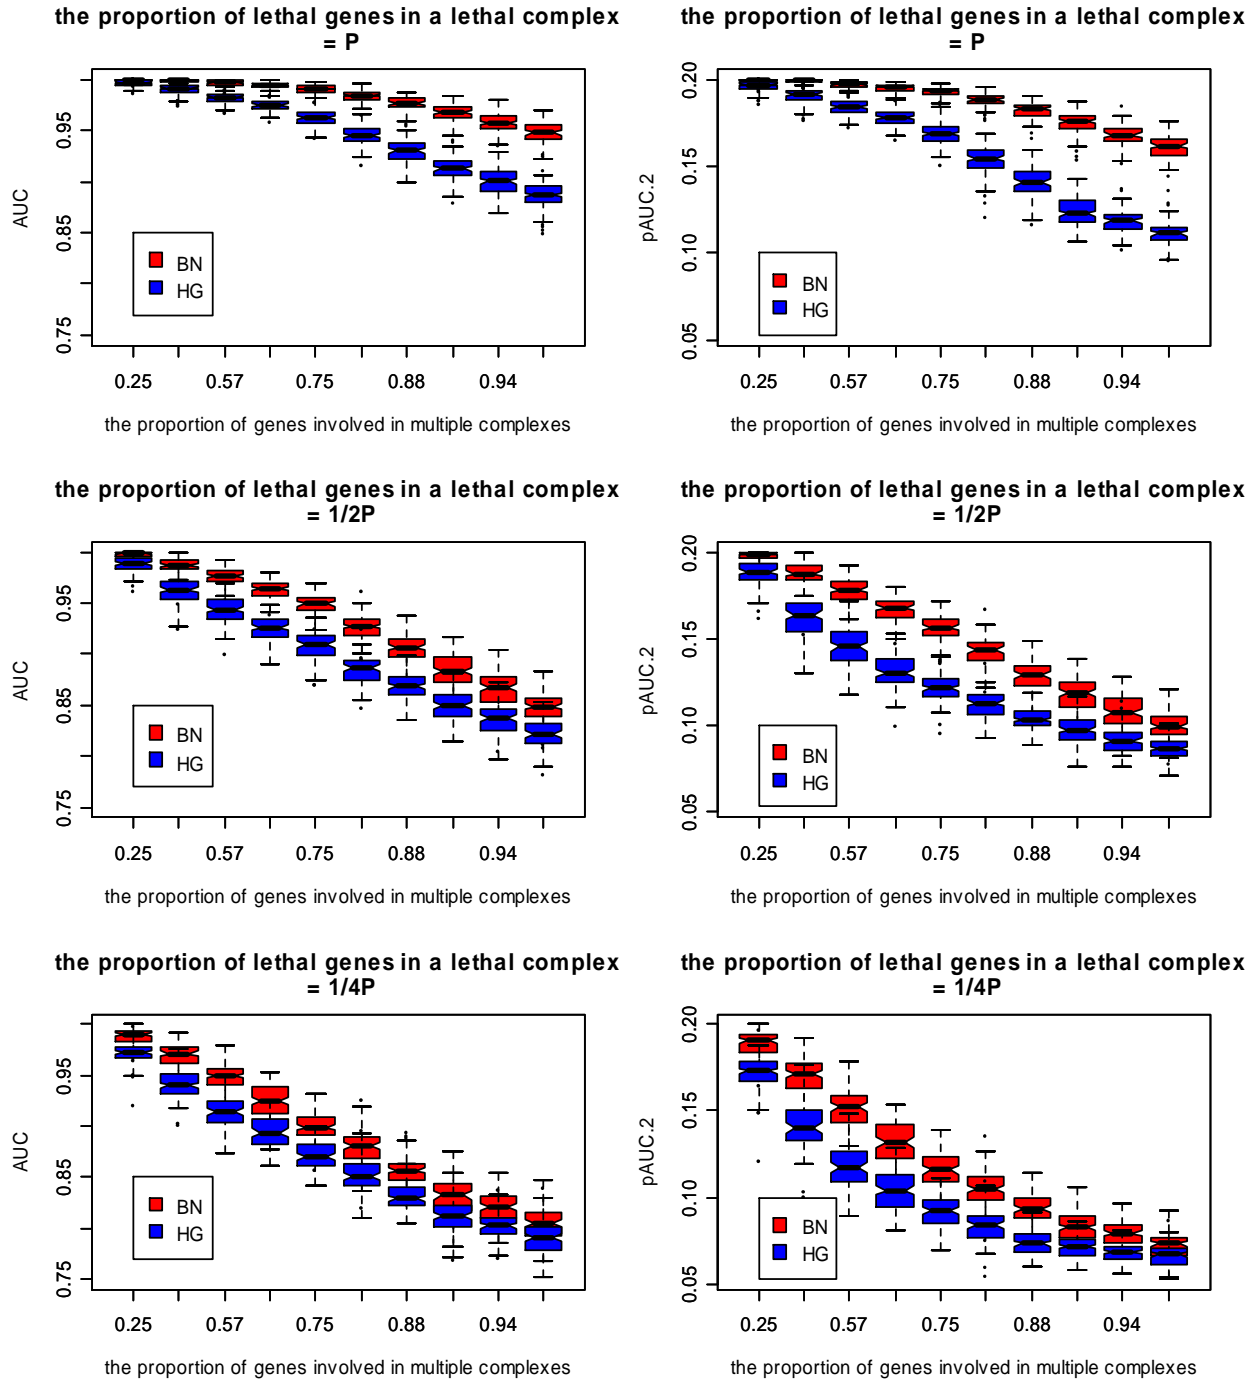 the proportion of lethal genes in a lethal complex
= P
AUC
0.95
0.85
0.75
BN
HG
0.25 0.57 0.75 0.88 0.94
the proportion of genes involved in multiple complexes
the proportion of lethal genes in a lethal complex
= P
pAUC.2
0.20
0.15
0.10
0.05
BN
HG
0.25 0.57 0.75 0.88 0.94
the proportion of genes involved in multiple complexes
the proportion of lethal genes in a lethal complex
= 1/2P
AUC
0.95
0.85
0.75
BN
HG
0.25 0.57 0.75 0.88 0.94
the proportion of genes involved in multiple complexes
the proportion of lethal genes in a lethal complex
= 1/2P
pAUC.2
0.20
0.15
0.10
0.05
BN
HG
0.25 0.57 0.75 0.88 0.94
the proportion of genes involved in multiple complexes
the proportion of lethal genes in a lethal complex
= 1/4P
AUC
0.95
0.85
0.75
BN
HG
0.25 0.57 0.75 0.88 0.94
the proportion of genes involved in multiple complexes
the proportion of lethal genes in a lethal complex
= 1/4P
pAUC.2
0.20
0.15
0.10
0.05
BN
HG
0.25 0.57 0.75 0.88 0.94
the proportion of genes involved in multiple complexes